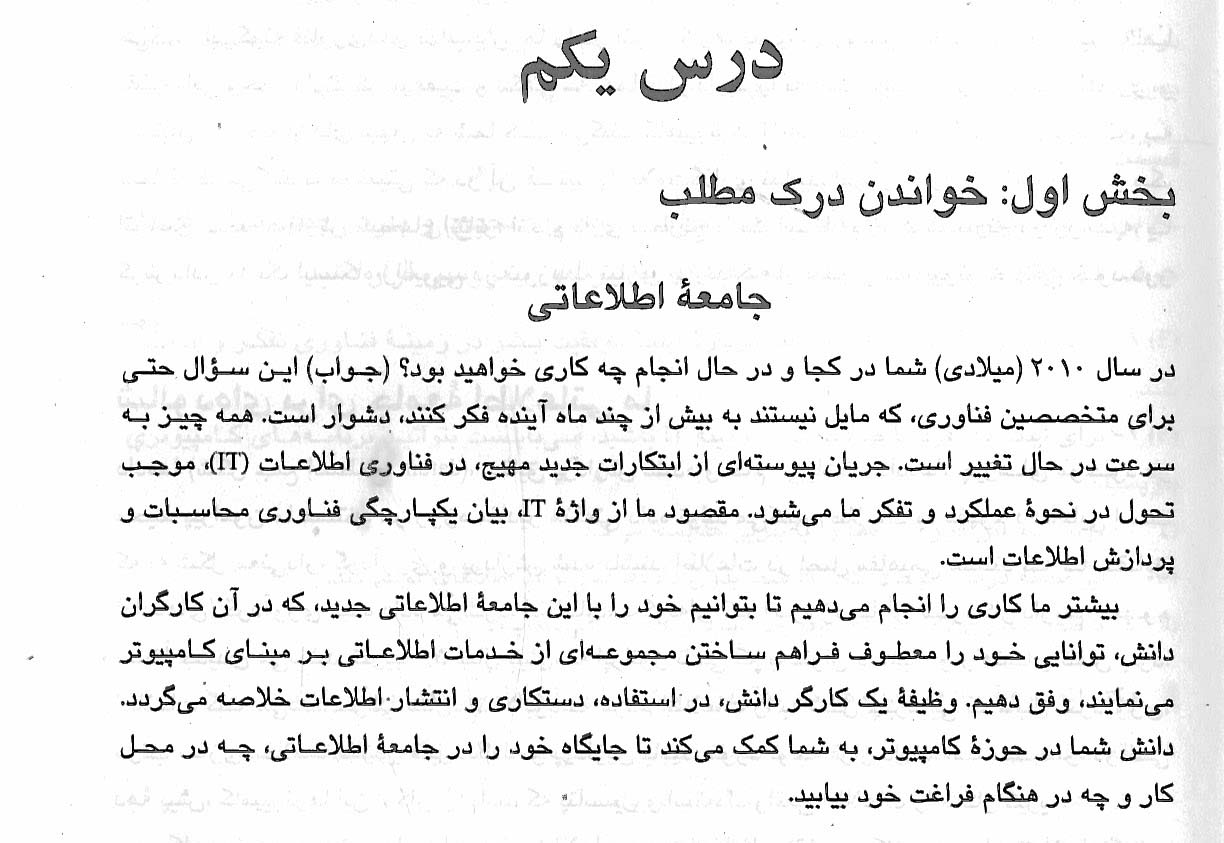 درس یکم
بخش اول: خواندن درک مطلب
جامعۀ اطلاعاتی
در سال ۲۰۱۰ (میلادی) شما در کجا و در حال انجام چه کاری خواهید بود؟ (جواب) این سؤال حتی
برای متخصصین فناوری، که مایل نیستند به بیش از چند ماه آینده فکر کنند، دشوار است. همه چیز به
سرعت در حال تغییر است. جریان پیوسته‌ای از ابتکارات جدید مهیج، در فناوری اطلاعات (IT)، موجب
تحول در نحوۀ عملکرد و تفکر ما می‌شود. مقصود ما از واژۀ IT، بیان یکپارچگی فناوری محاسبات و
پردازش اطلاعات است.
بیشتر ما کاری را انجام می‌دهیم تا بتوانیم خود را با این جامعۀ اطلاعاتی جدید، که در آن کارگران
دانش، توانایی خود را معطوف فراهم ساختن مجموعه‌ای از خدمات اطلاعاتی بر مبنای کامپیوتر
می‌نمایند، وفق دهیم. وظیفۀ یک کارگر دانش، در استفاده، دستکاری و انتشار اطلاعات خلاصه می‌گردد.
دانش شما در حوزۀ کامپیوتر، به شما کمک می‌کند تا جایگاه خود را در جامعۀ اطلاعاتی، چه در محل
کار و چه در هنگام فراغت خود بیابید.